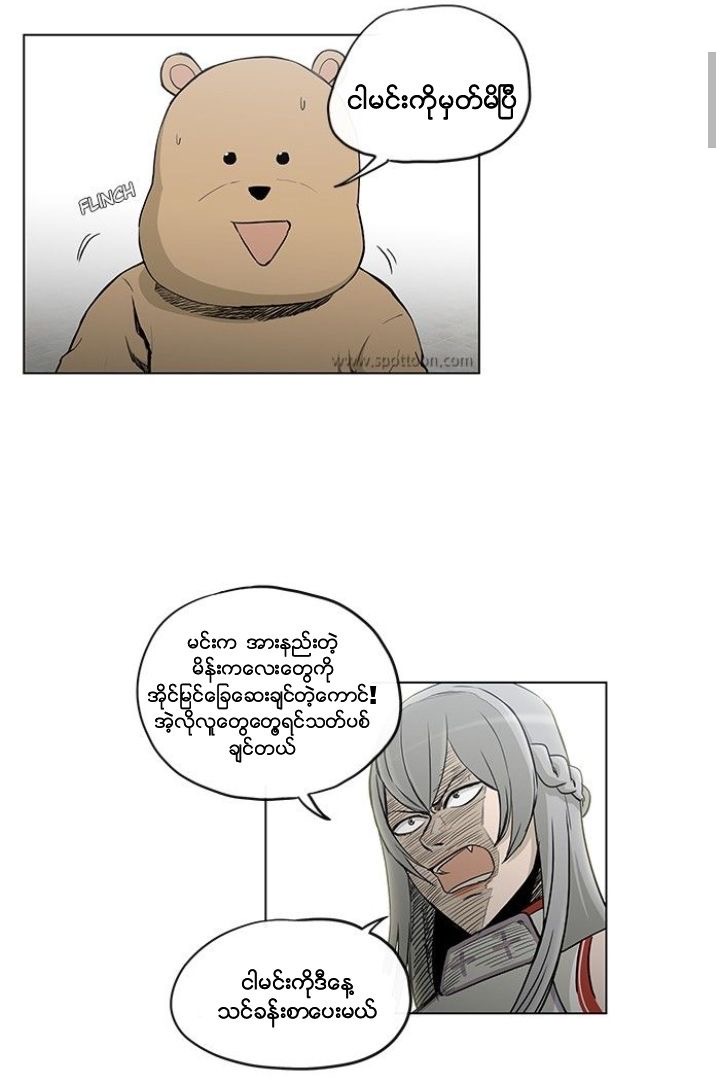 ငါမင်းကိုမှတ်မိပြီ
FLINCH
www.spottoon.com
မင်းက အားနည်းတဲ့
မိန်းကလေးတွေကို
အိုင်မြင်ခြေဆေးချင်တဲ့ကောင်!
အဲ့လိုလူတွေတွေ့ရင်သတ်ပစ်
ချင်တယ်
ငါမင်းကိုဒီနေ့
သင်ခန်းစာပေးမယ်